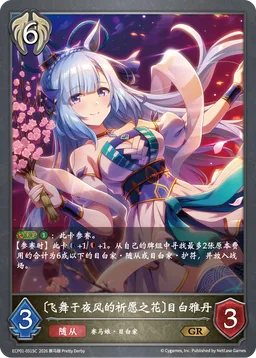 6
:此卡参赛。
【参赛时】此卡 +1/ +1。从自己的牌组中寻找最多2张原本费
用的合计为6或以下的目白家·随从或目白家·护符,并放入战
场。
〔飞舞于夜风的祈愿之花〕目白雅丹
3
随从
赛马娘·目白家
GR
3
2026 赛马娘 Pretty Derby
© Cygames, Inc. Produced by NetEase Games